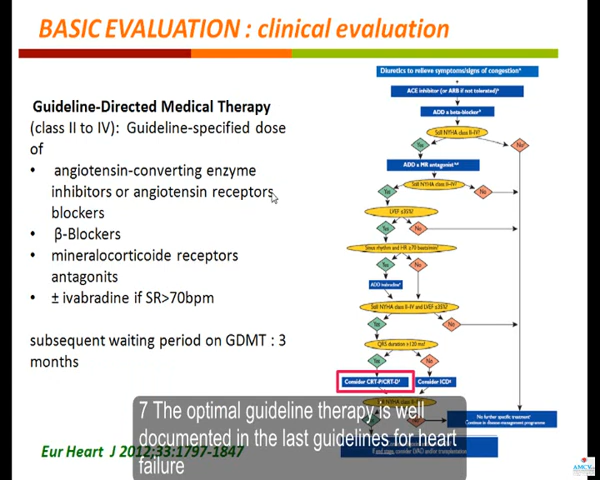 BASIC EVALUATION : clinical evaluation
Guideline-Directed Medical Therapy
(class II to IV): Guideline-specified dose
of
• angiotensin-converting enzyme
inhibitors or angiotensin receptors
blockers
• β-Blockers
• mineralocorticoide receptors
antagonits
• ± ivabradine if SR>70bpm
subsequent waiting period on GDMT : 3
months
Eur Heart J 2012;33:1797-1847
Diuretics to relieve symptoms/signs of congestion
ACE inhibitor (or ARB if not tolerated)
ADD a beta-blocker
Still NYHA class II-IV?
Yes
No
ADD a MR antagonist
Still NYHA class II-IV?
Yes
No
LVEF ≤35%?
Yes
No
Sinus rhythm and HR ≥70 beats/min?
Yes
No
ADD ivabradine
Still NYHA class II-IV and LVEF ≤35%?
Yes
No
QRS duration ≥120 ms?
Yes
No
Consider CRT-P/CRT-D
Consider ICD
No further specific treatment
Continue in disease management programme
7 The optimal guideline therapy is well
documented in the last guidelines for heart
failure